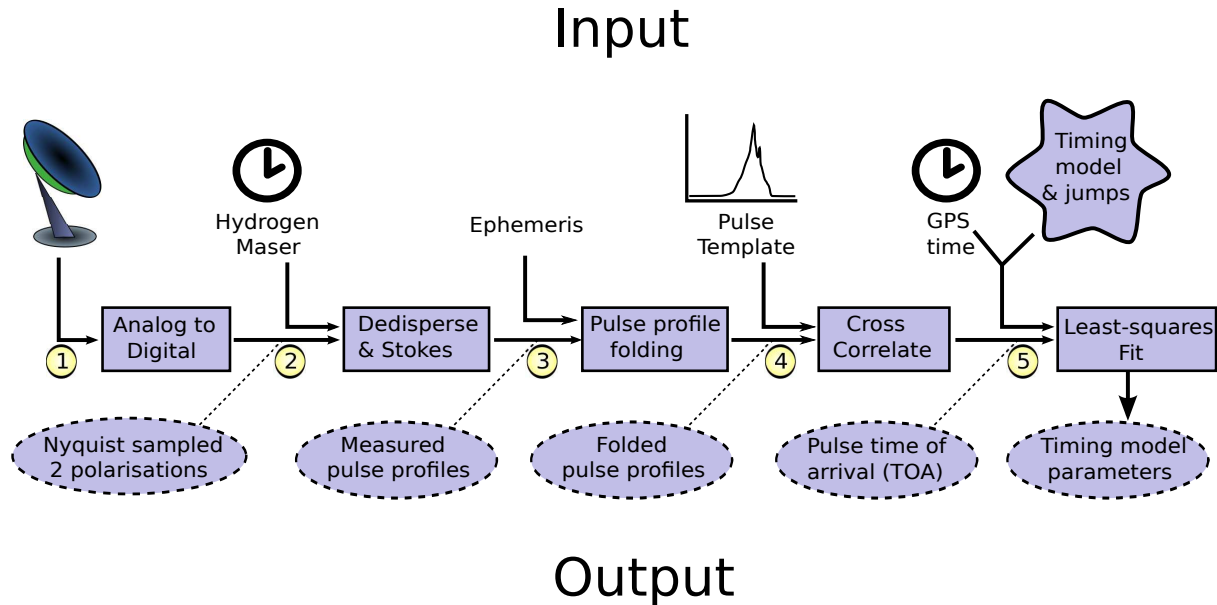 Input
Hydrogen
Maser
Ephemeris
Pulse
Template
GPS
time
Timing
model
& jumps
1
Analog to
Digital
2
Dedisperse
& Stokes
3
Pulse profile
folding
4
Cross
Correlate
5
Least-squares
Fit
Nyquist sampled
2 polarisations
Measured
pulse profiles
Folded
pulse profiles
Pulse time of
arrival (TOA)
Timing model
parameters
Output